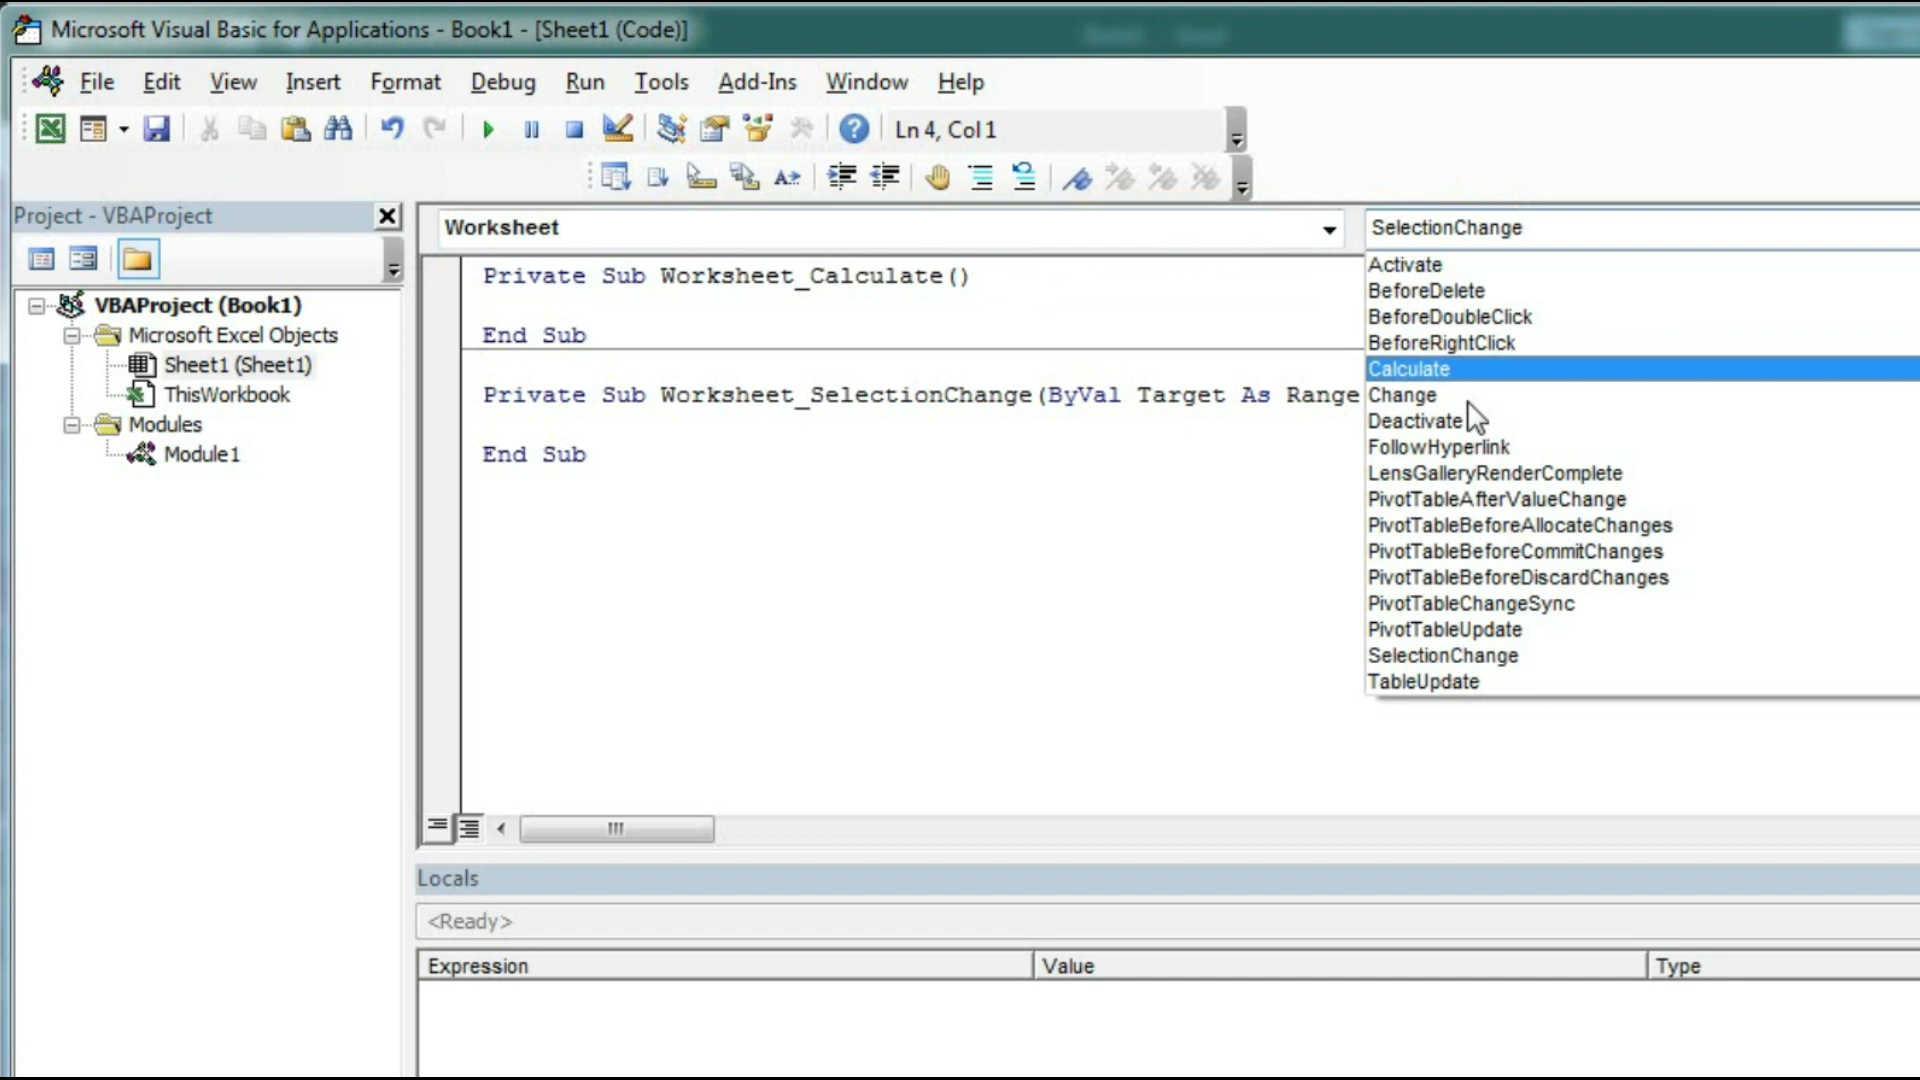 Microsoft Visual Basic for Applications - Book1 - [Sheet1 (Code)]
File Edit View Insert Format Debug Run Tools Add-Ins Window Help
Ln 4, Col 1
Project - VBAProject
VBAProject (Book1)
Microsoft Excel Objects
Sheet1 (Sheet1)
ThisWorkbook
Modules
Module1
Worksheet
SelectionChange
Private Sub Worksheet_Calculate()
End Sub
Private Sub Worksheet_SelectionChange(ByVal Target As Range
End Sub
Activate
BeforeDelete
BeforeDoubleClick
BeforeRightClick
Calculate
Change
Deactivate
FollowHyperlink
LensGalleryRenderComplete
PivotTableAfterValueChange
PivotTableBeforeAllocateChanges
PivotTableBeforeCommitChanges
PivotTableBeforeDiscardChanges
PivotTableChangeSync
PivotTableUpdate
SelectionChange
TableUpdate
Locals
<Ready>
Expression Value Type